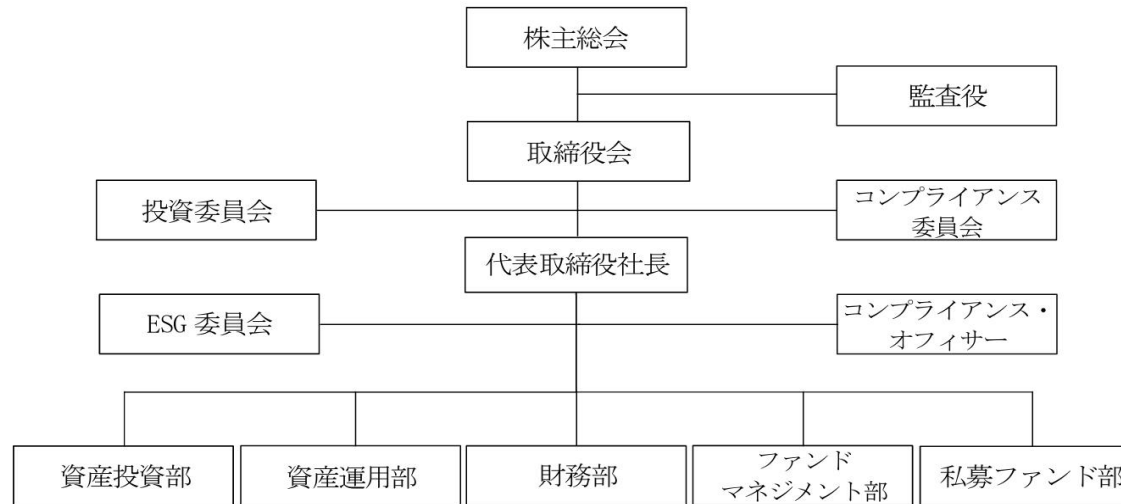 株主総会
監査役
取締役会
投資委員会
コンプライアンス
委員会
代表取締役社長
ESG 委員会
コンプライアンス・
オフィサー
資産投資部
資産運用部
財務部
ファンド
マネジメント部
私募ファンド部